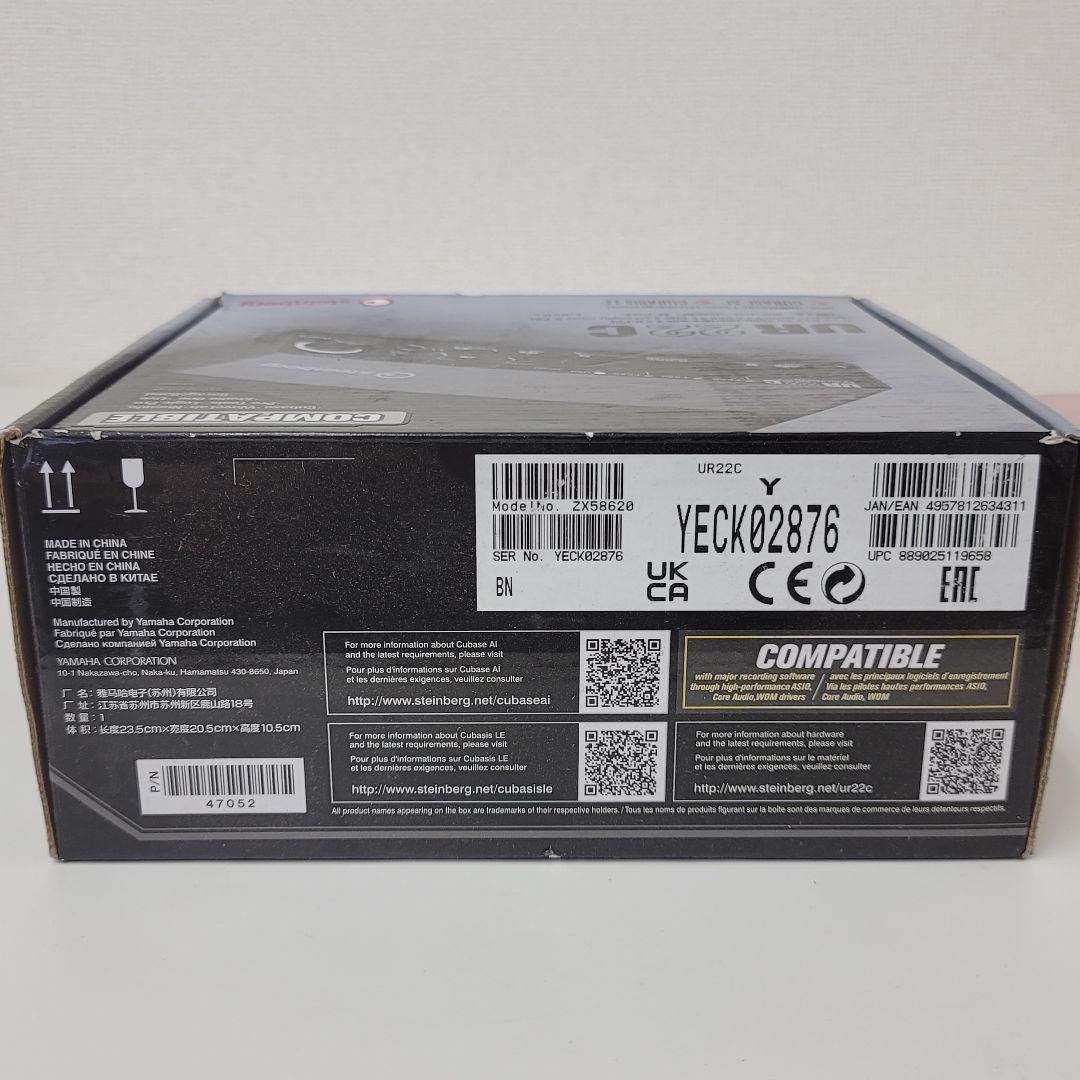 steinberg
UR22C
steinberg
COMPATIBLE
UR22C
Model No. ZX58620
Y
JAN/EAN 4957812634311
YECK02876
SER No. YECK02876
UPC 889025119658
BN
UK
CA
CE
EAC
MADE IN CHINA
FABRIQUÉ EN CHINE
HECHO EN CHINA
СДЕЛАНО В КИТАЕ
中国製
中国制造
Manufactured by Yamaha Corporation
Fabriqué par Yamaha Corporation
Сделано компанией Yamaha Corporation
YAMAHA CORPORATION
10-1 Nakazawa-cho, Naka-ku, Hamamatsu 430-8650, Japan
厂 名：雅马哈电子(苏州)有限公司
厂 址：江苏省苏州市苏州新区鹿山路18号
数 量：1
体 积：长度23.5cm×宽度20.5cm×高度10.5cm
P/N
47052
For more information about Cubase AI
and the latest requirements, please visit
Pour plus d'informations sur Cubase AI
et les dernières exigences, veuillez consulter
http://www.steinberg.net/cubaseai
COMPATIBLE
with major recording software
through high-performance ASIO,
Core Audio,WDM drivers
avec les principaux logiciels d'enregistrement
Via les pilotes hautes performances ASIO,
Core Audio, WDM
For more information about Cubasis LE
and the latest requirements, please visit
Pour plus d'informations sur Cubasis LE
et les dernières exigences, veuillez consulter
http://www.steinberg.net/cubasisle
For more information about hardware
and the latest requirements, please visit
Pour plus d'informations sur le matériel
et les dernières exigences, veuillez consulter
http://www.steinberg.net/ur22c
All product names appearing on the box are trademarks of their respective holders. / Tous les noms de produits figurant sur la boîte sont des marques de commerce de leurs détenteurs respectifs.